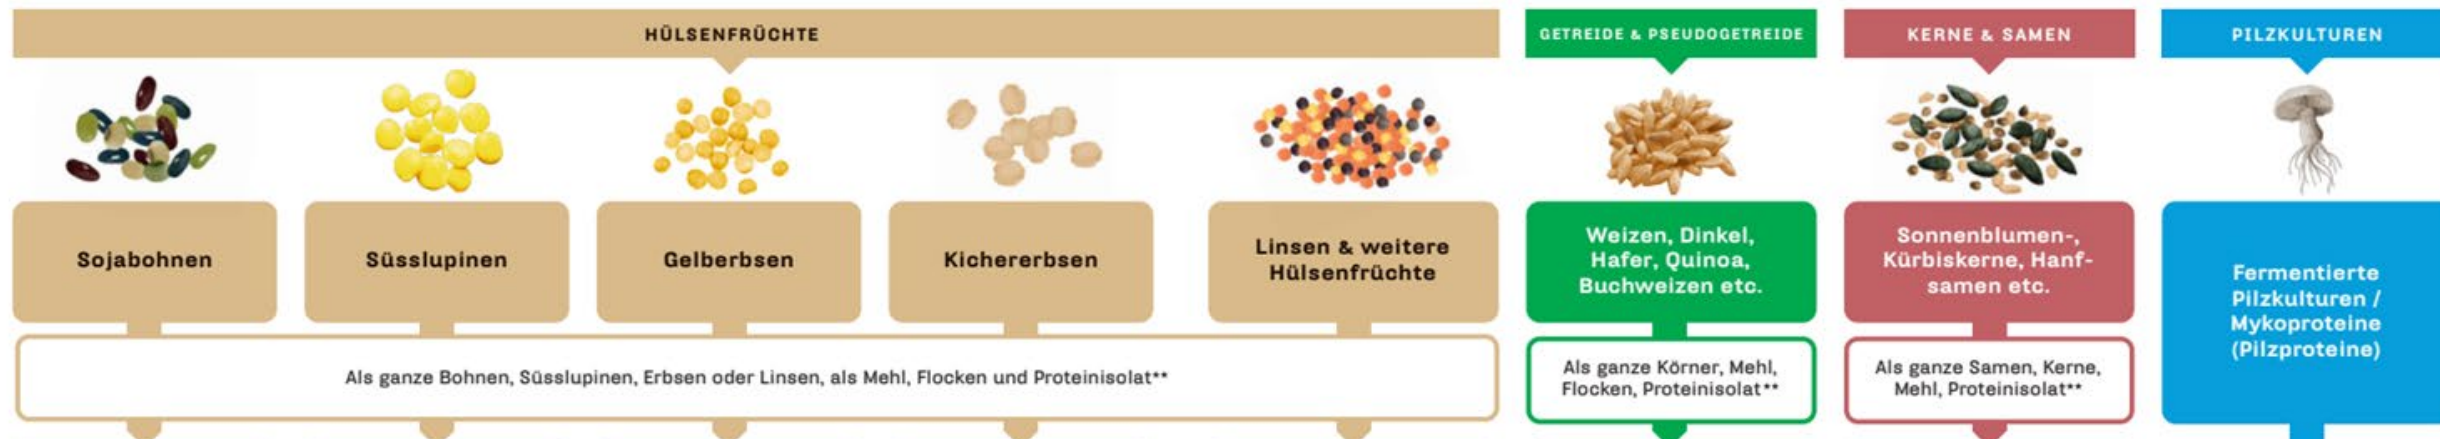 HÜLSENFRÜCHTE
GETREIDE & PSEUDOGETREIDE
KERNE & SAMEN
PILZKULTUREN
Sojabohnen
Süsslupinen
Gelberbsen
Kichererbsen
Linsen & weitere
Hülsenfrüchte
Weizen, Dinkel,
Hafer, Quinoa,
Buchweizen etc.
Sonnenblumen-,
Kürbiskerne, Hanf-
samen etc.
Fermentierte
Pilzkulturen /
Mykoproteine
(Pilzproteine)
Als ganze Bohnen, Süsslupinen, Erbsen oder Linsen, als Mehl, Flocken und Proteinisolat**
Als ganze Körner, Mehl,
Flocken, Proteinisolat**
Als ganze Samen, Kerne,
Mehl, Proteinisolat**